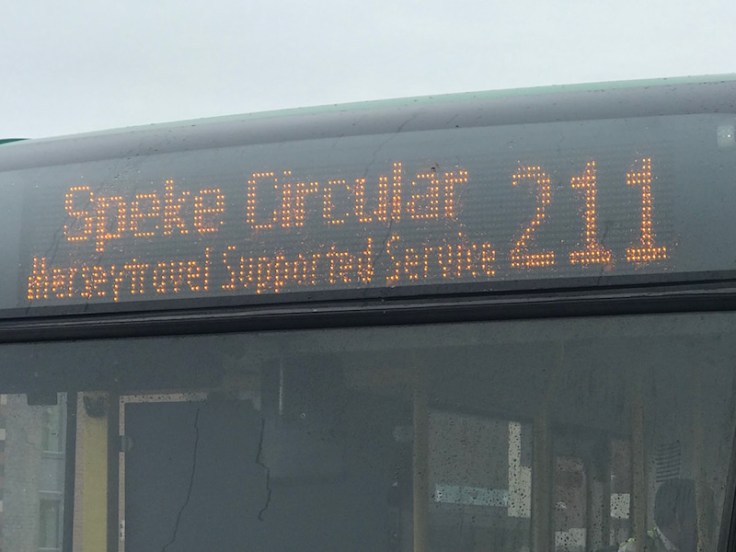 Speke Circular 211
Merseytravel Supported Service